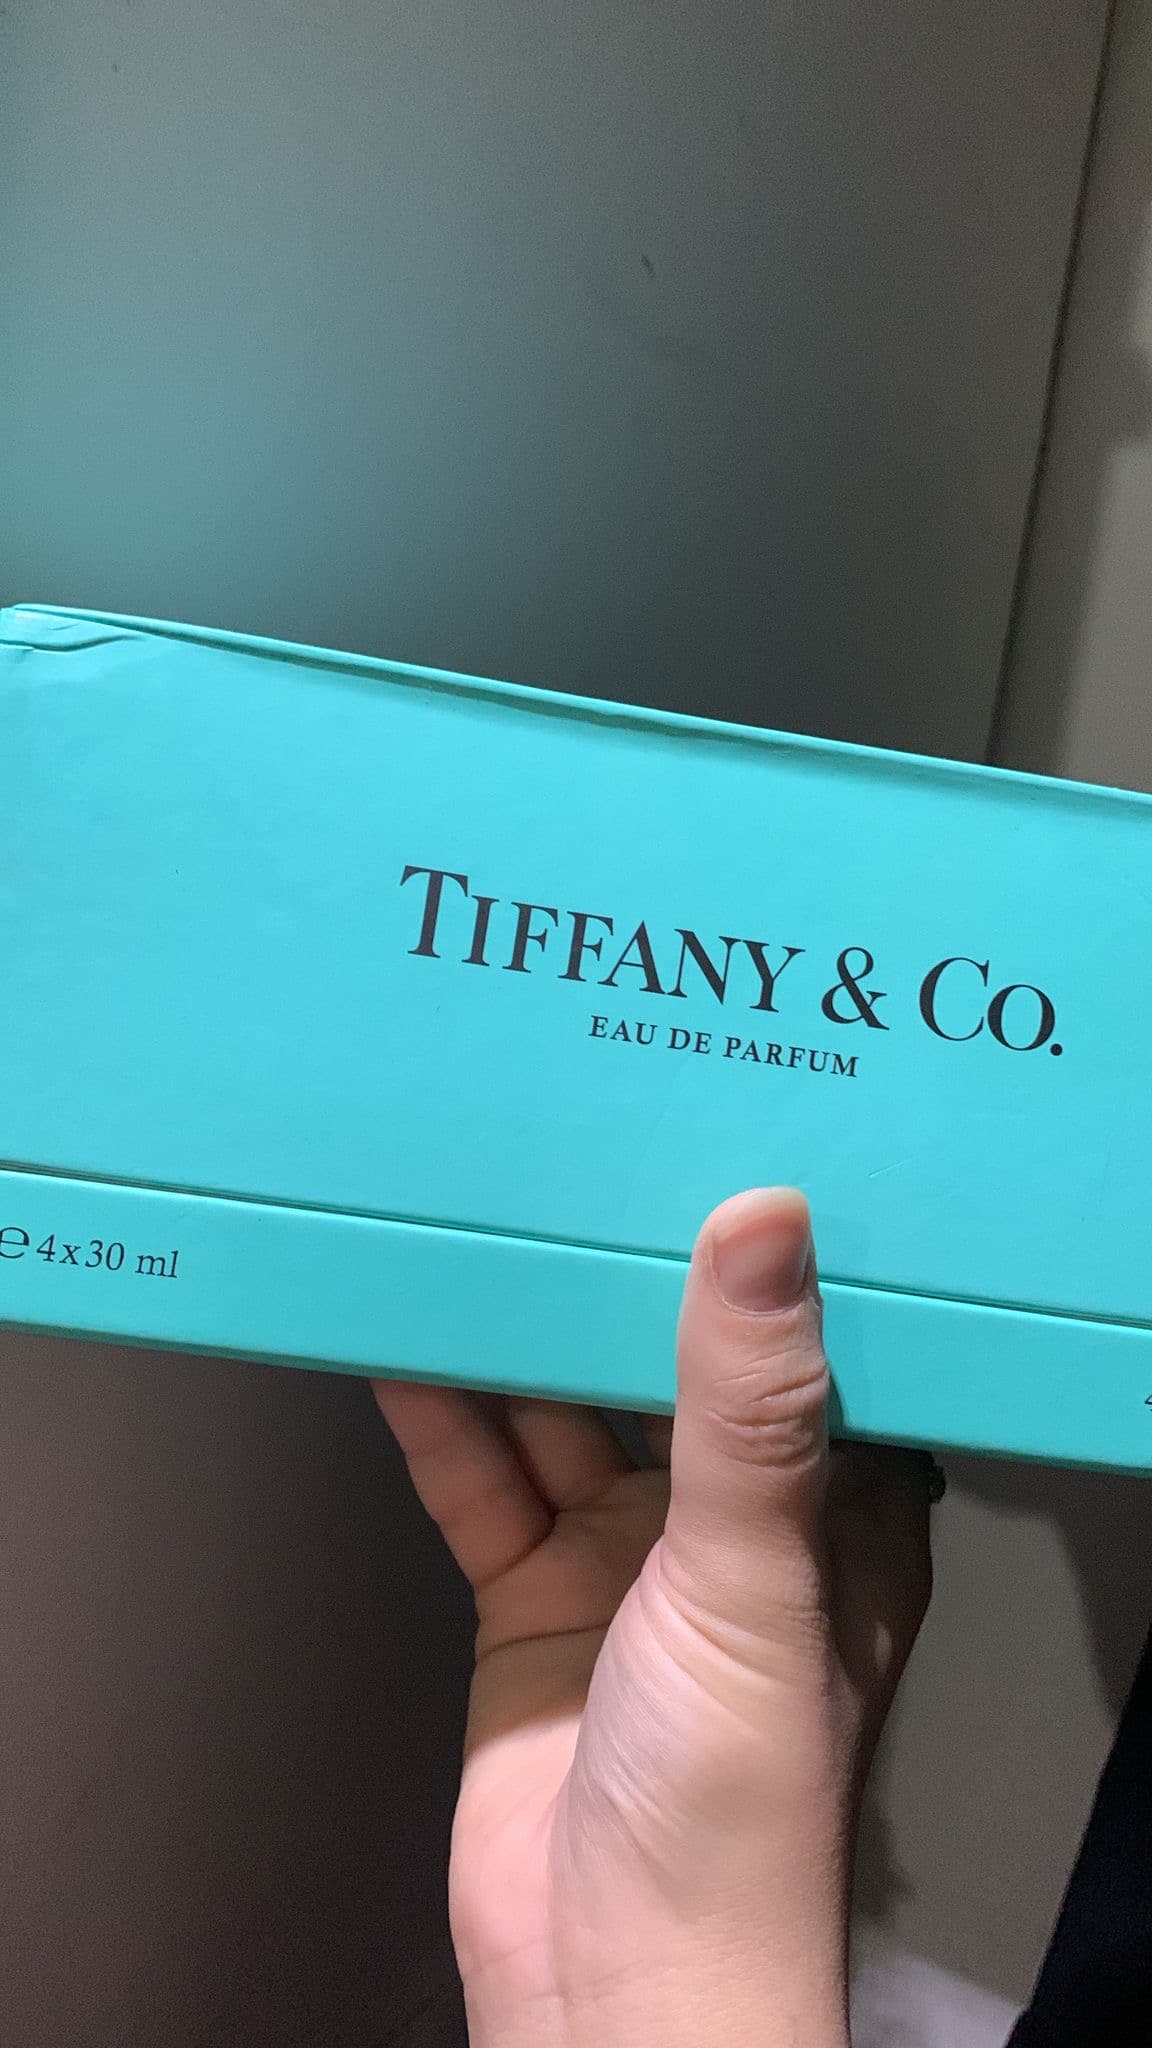 TIFFANY & CO.
EAU DE PARFUM
℮ 4x30 ml